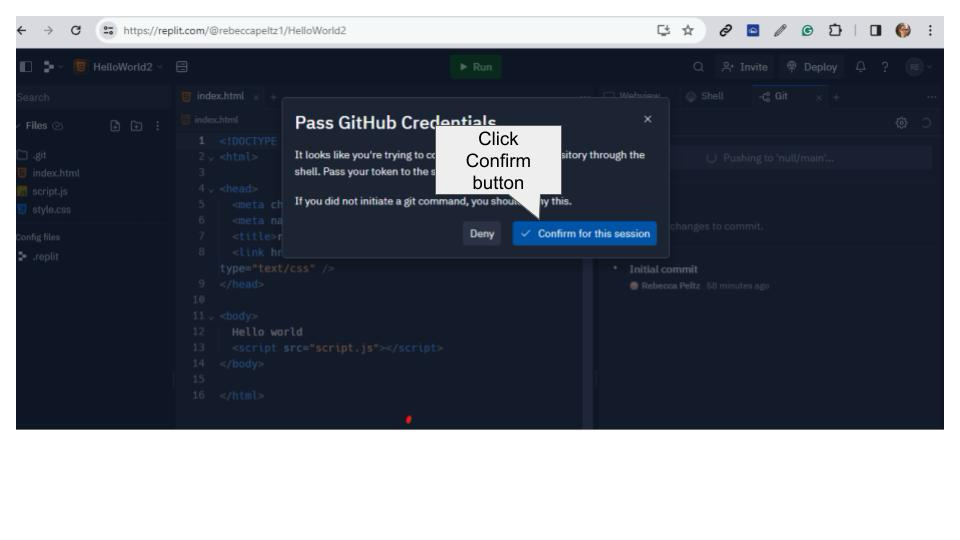 https://replit.com/@rebeccapeltz1/HelloWorld2
HelloWorld2
Run
Invite
Deploy
?
RE
Search
index.html × +
Webview
Shell
Git × +
Files
index.html
.git
index.html
script.js
style.css
Config files
.replit
Pass GitHub Credentials ×
It looks like you're trying to sitory through the
shell. Pass your token to the
If you did not initiate a git command, you this.
Deny
Confirm for this session
Click
Confirm
button
1 <!DOCTYPE
2 <html>
3
4 <head>
5 <meta ch
6 <meta na
7 <title>r
8 <link hr
type="text/css" />
9 </head>
10
11 <body>
12 Hello world
13 <script src="script.js"></script>
14 </body>
15
16 </html>
Pushing to 'null/main'...
changes to commit.
Initial commit
Rebecca Peltz 58 minutes ago